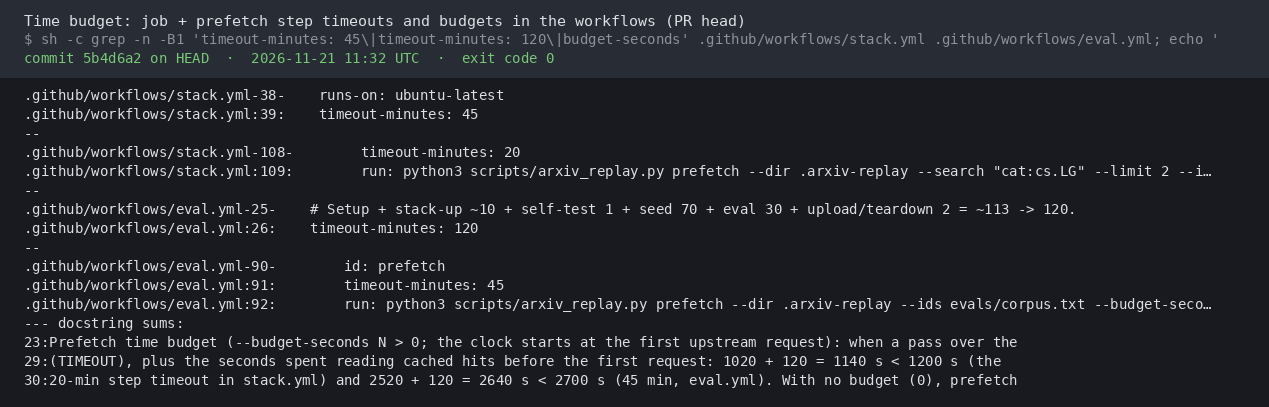 Time budget: job + prefetch step timeouts and budgets in the workflows (PR head)
$ sh -c grep -n -B1 'timeout-minutes: 45\|timeout-minutes: 120\|budget-seconds' .github/workflows/stack.yml .github/workflows/eval.yml; echo '
commit 5b4d6a2 on HEAD  ·  2026-11-21 11:32 UTC  ·  exit code 0
.github/workflows/stack.yml-38-    runs-on: ubuntu-latest
.github/workflows/stack.yml:39:    timeout-minutes: 45
--
.github/workflows/stack.yml-108-        timeout-minutes: 20
.github/workflows/stack.yml:109:        run: python3 scripts/arxiv_replay.py prefetch --dir .arxiv-replay --search "cat:cs.LG" --limit 2 --i…
--
.github/workflows/eval.yml-25-    # Setup + stack-up ~10 + self-test 1 + seed 70 + eval 30 + upload/teardown 2 = ~113 -> 120.
.github/workflows/eval.yml:26:    timeout-minutes: 120
--
.github/workflows/eval.yml-90-        id: prefetch
.github/workflows/eval.yml:91:        timeout-minutes: 45
.github/workflows/eval.yml:92:        run: python3 scripts/arxiv_replay.py prefetch --dir .arxiv-replay --ids evals/corpus.txt --budget-seco…
--- docstring sums:
23:Prefetch time budget (--budget-seconds N > 0; the clock starts at the first upstream request): when a pass over the
29:(TIMEOUT), plus the seconds spent reading cached hits before the first request: 1020 + 120 = 1140 s < 1200 s (the
30:20-min step timeout in stack.yml) and 2520 + 120 = 2640 s < 2700 s (45 min, eval.yml). With no budget (0), prefetch